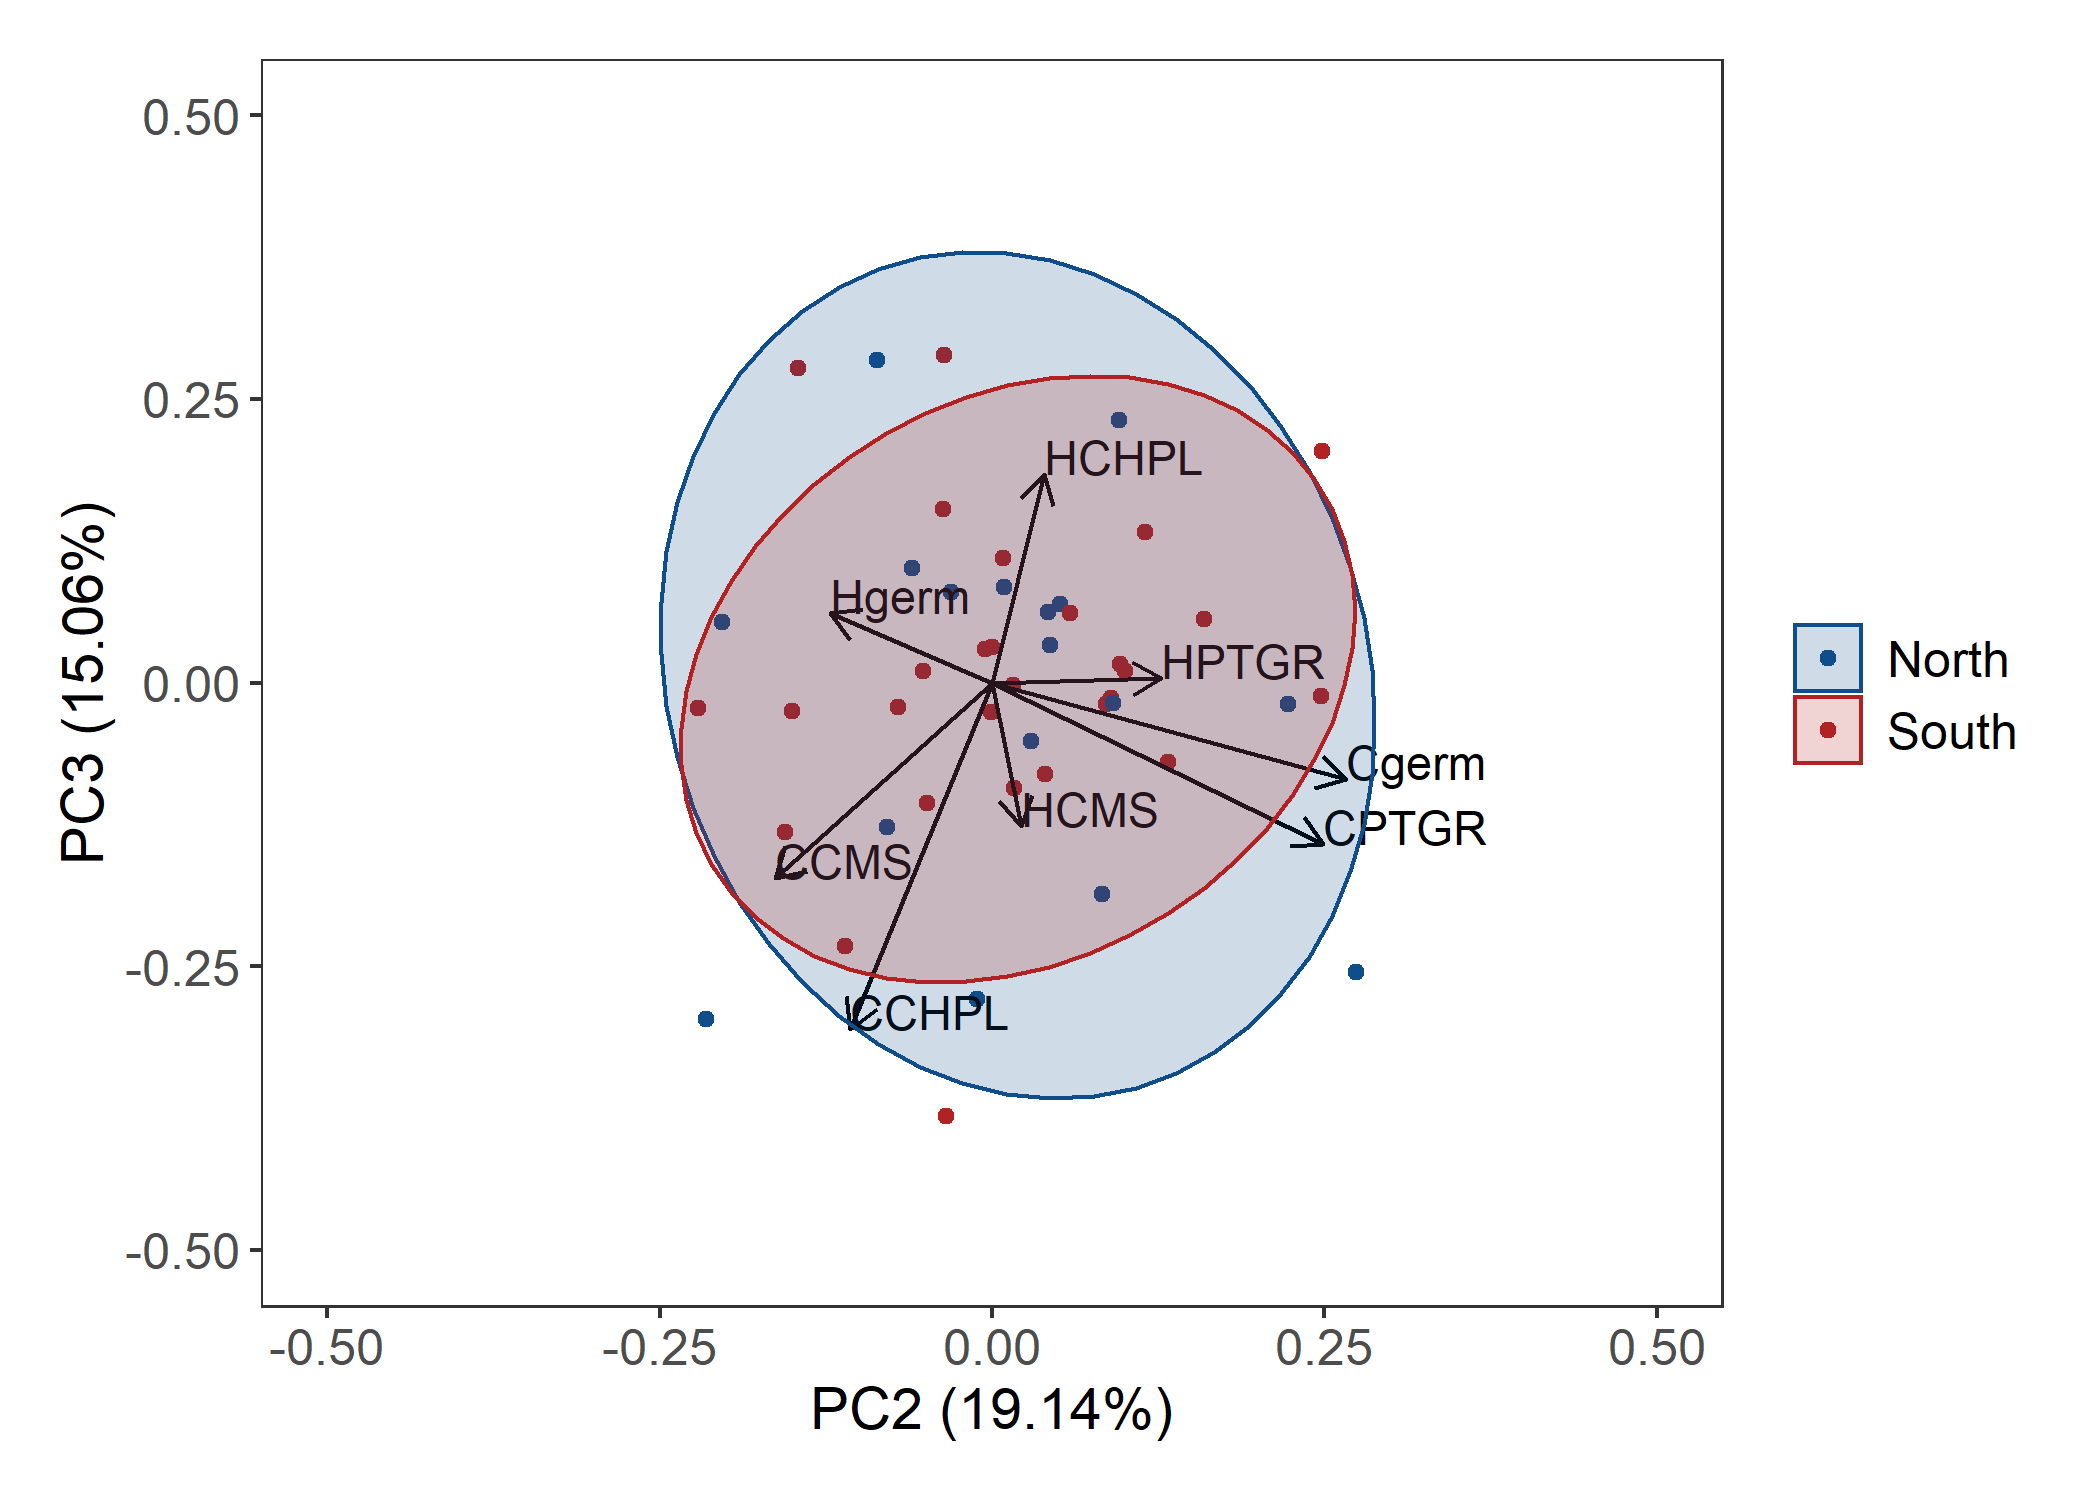 0.50
0.25
0.00
-0.25
-0.50
PC3 (15.06%)
HCHPL
Hgerm
HPTGR
Cgerm
CPTGR
HCMS
CCMS
CCHPL
North
South
-0.50 -0.25 0.00 0.25 0.50
PC2 (19.14%)